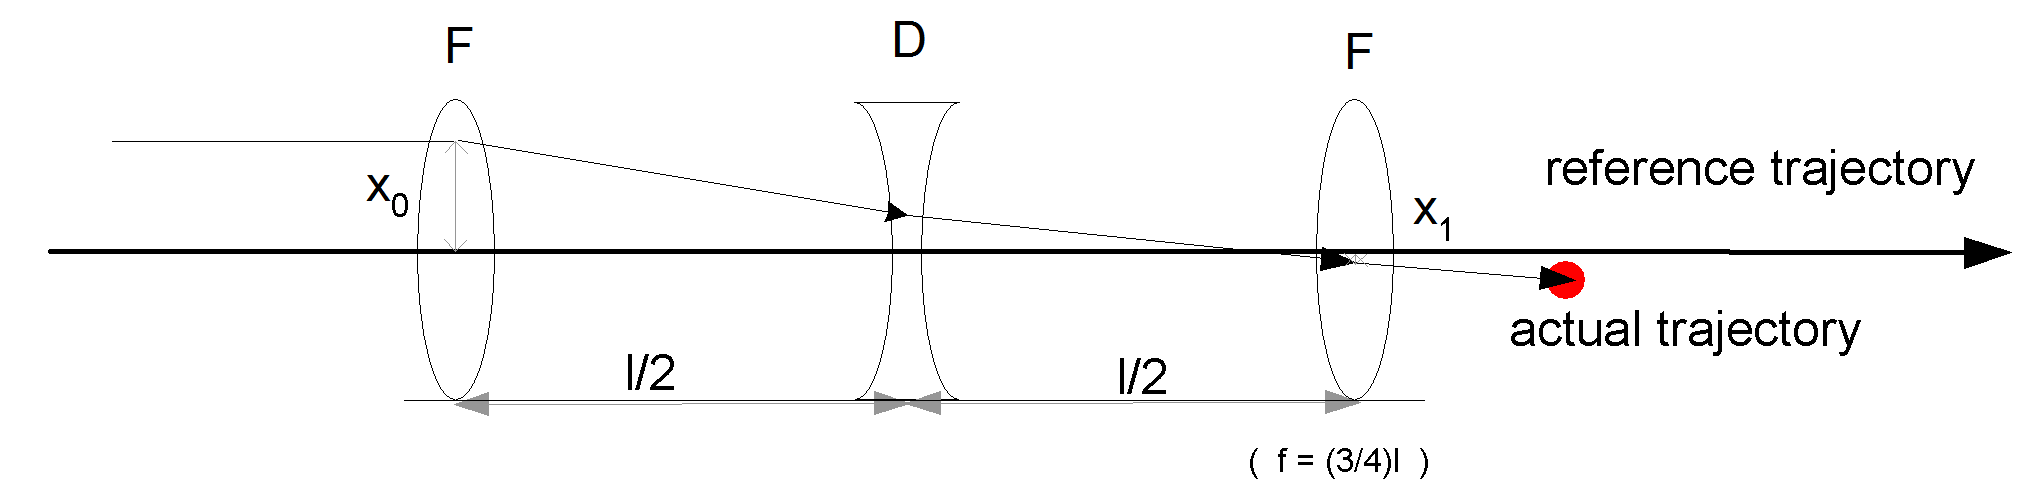 F
D
F
x₀
x₁
reference trajectory
actual trajectory
l/2
l/2
( f = (3/4)l )